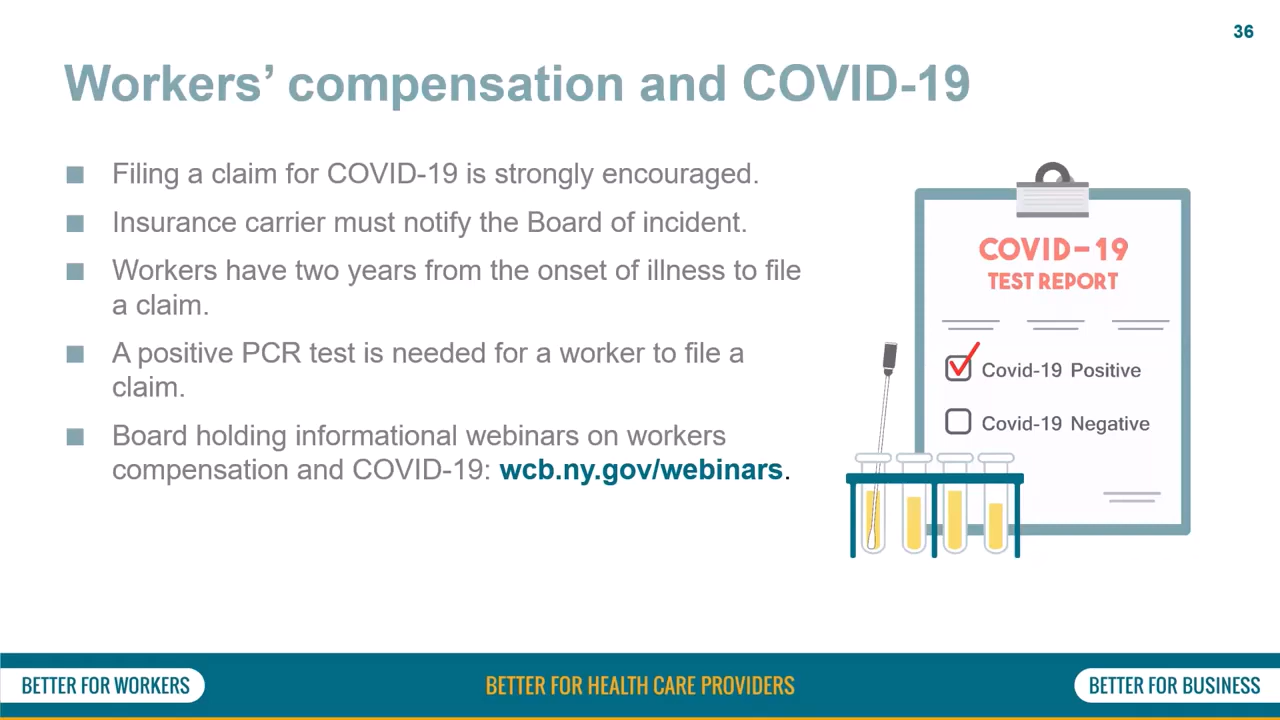 36
Workers’ compensation and COVID-19
■ Filing a claim for COVID-19 is strongly encouraged.
■ Insurance carrier must notify the Board of incident.
■ Workers have two years from the onset of illness to file
a claim.
■ A positive PCR test is needed for a worker to file a
claim.
■ Board holding informational webinars on workers
compensation and COVID-19: wcb.ny.gov/webinars.
COVID-19
TEST REPORT
Covid-19 Positive
Covid-19 Negative
BETTER FOR WORKERS
BETTER FOR HEALTH CARE PROVIDERS
BETTER FOR BUSINESS